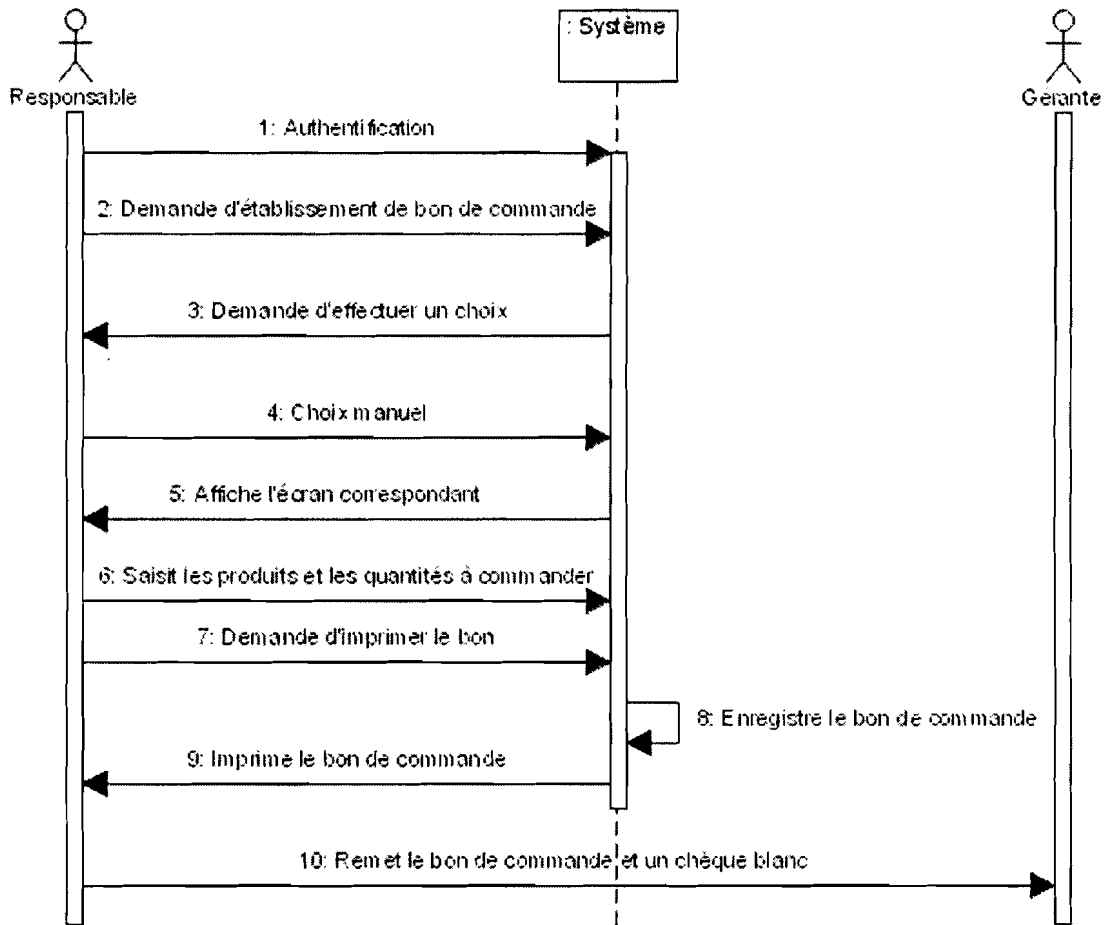 : Système
Responsable
Gérante
1: Authentification
2: Demande d'établissement de bon de commande
3: Demande d'effectuer un choix
4: Choix manuel
5: Affiche l'écran correspondant
6: Saisit les produits et les quantités à commander
7: Demande d'imprimer le bon
8: Enregistre le bon de commande
9: Imprime le bon de commande
10: Remet le bon de commande et un chèque blanc